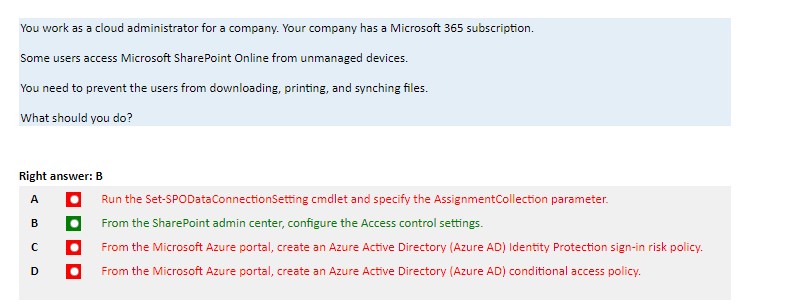 You work as a cloud administrator for a company. Your company has a Microsoft 365 subscription.
Some users access Microsoft SharePoint Online from unmanaged devices.
You need to prevent the users from downloading, printing, and synching files.
What should you do?
Right answer: B
A Run the Set-SPODataConnectionSetting cmdlet and specify the AssignmentCollection parameter.
B From the SharePoint admin center, configure the Access control settings.
C From the Microsoft Azure portal, create an Azure Active Directory (Azure AD) Identity Protection sign-in risk policy.
D From the Microsoft Azure portal, create an Azure Active Directory (Azure AD) conditional access policy.